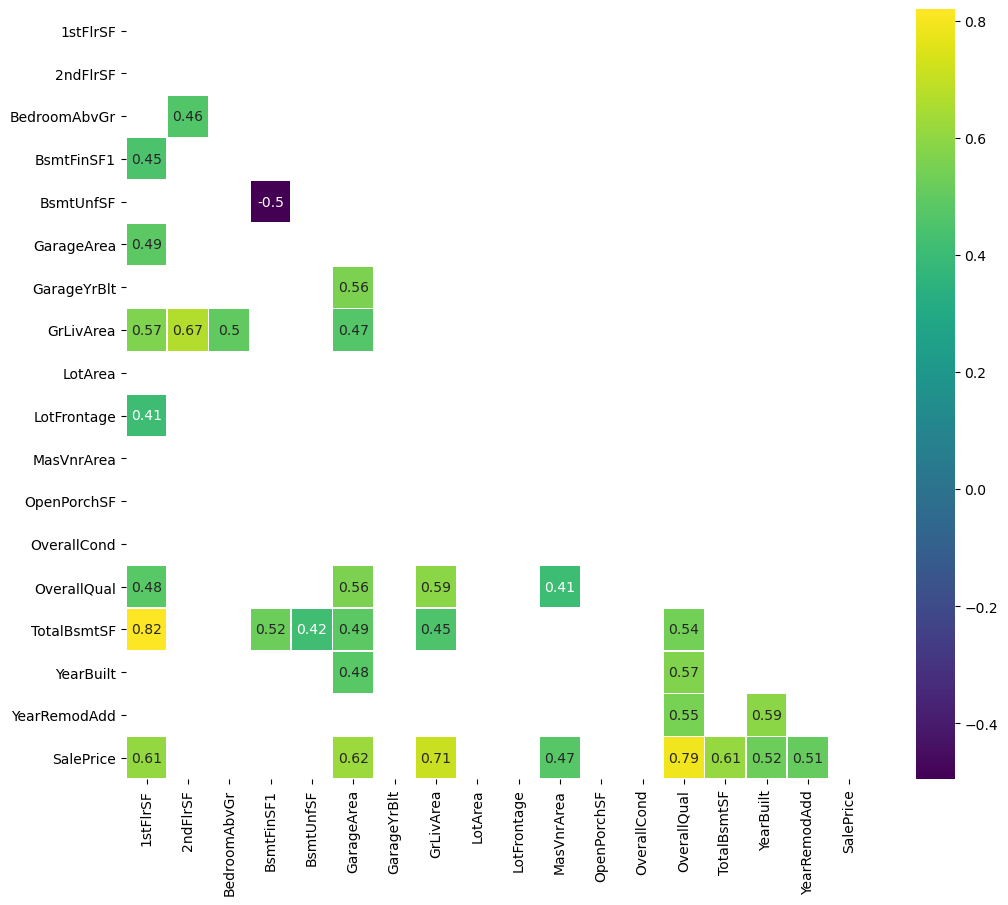 1stFlrSF
2ndFlrSF
BedroomAbvGr 0.46
BsmtFinSF1 0.45
BsmtUnfSF -0.5
GarageArea 0.49
GarageYrBlt 0.56
GrLivArea 0.57 0.67 0.5 0.47
LotArea
LotFrontage 0.41
MasVnrArea
OpenPorchSF
OverallCond
OverallQual 0.48 0.56 0.59 0.41
TotalBsmtSF 0.82 0.52 0.42 0.49 0.45 0.54
YearBuilt 0.48 0.57
YearRemodAdd 0.55 0.59
SalePrice 0.61 0.62 0.71 0.47 0.79 0.61 0.52 0.51
1stFlrSF
2ndFlrSF
BedroomAbvGr
BsmtFinSF1
BsmtUnfSF
GarageArea
GarageYrBlt
GrLivArea
LotArea
LotFrontage
MasVnrArea
OpenPorchSF
OverallCond
OverallQual
TotalBsmtSF
YearBuilt
YearRemodAdd
SalePrice
0.8
0.6
0.4
0.2
0.0
−0.2
−0.4